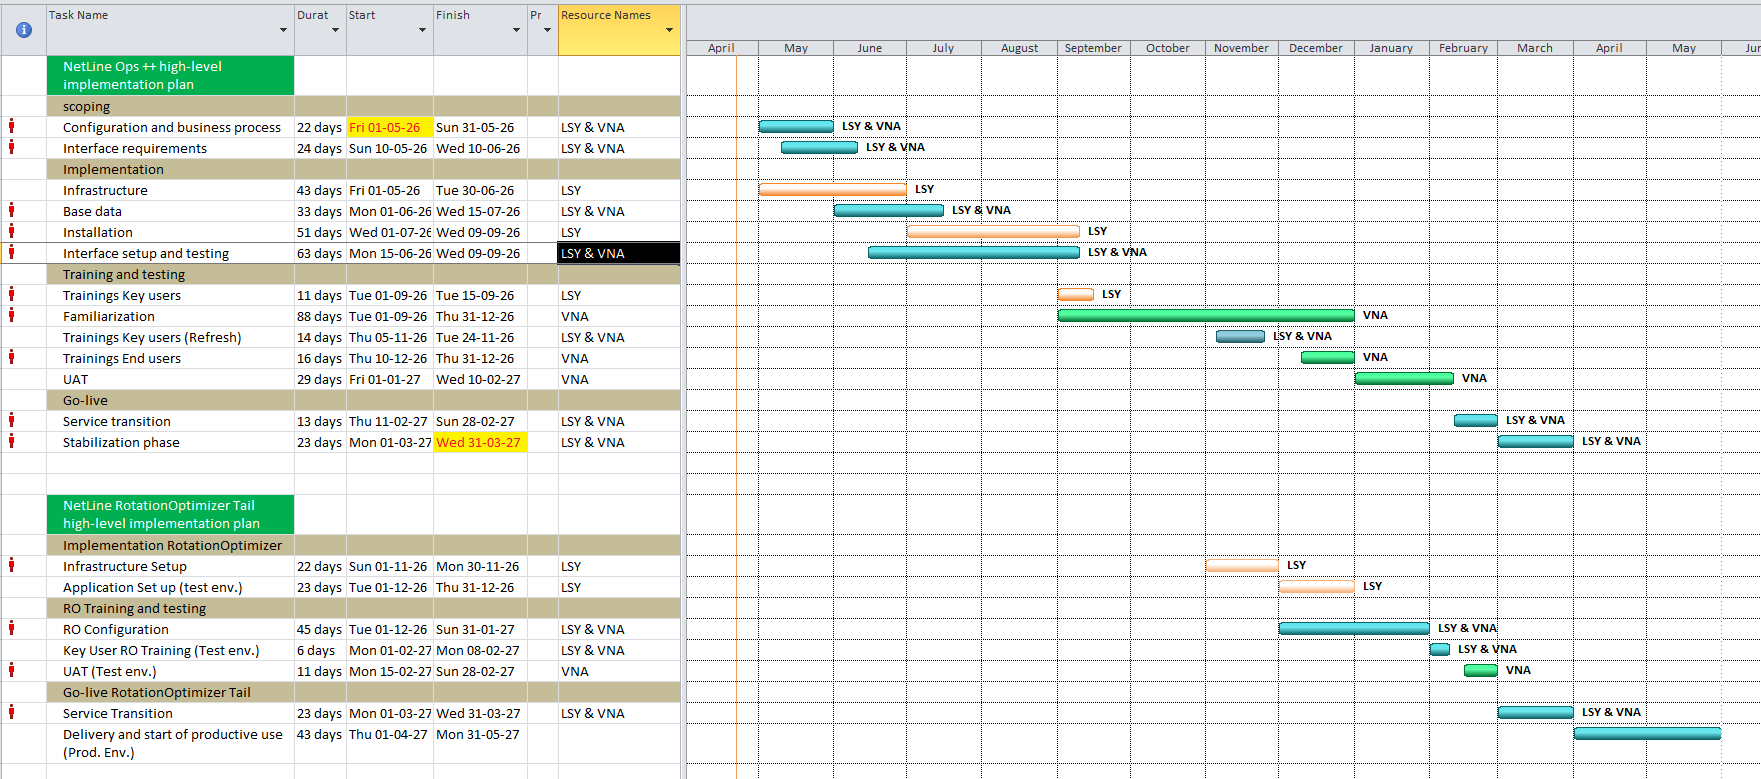 Task Name Durat Start Finish Pr Resource Names
April May June July August September October November December January February March April May Jun
NetLine Ops ++ high-level
implementation plan
scoping
Configuration and business process 22 days Fri 01-05-26 Sun 31-05-26 LSY & VNA LSY & VNA
Interface requirements 24 days Sun 10-05-26 Wed 10-06-26 LSY & VNA LSY & VNA
Implementation
Infrastructure 43 days Fri 01-05-26 Tue 30-06-26 LSY LSY
Base data 33 days Mon 01-06-26 Wed 15-07-26 LSY & VNA LSY & VNA
Installation 51 days Wed 01-07-26 Wed 09-09-26 LSY LSY
Interface setup and testing 63 days Mon 15-06-26 Wed 09-09-26 LSY & VNA LSY & VNA
Training and testing
Trainings Key users 11 days Tue 01-09-26 Tue 15-09-26 LSY LSY
Familiarization 88 days Tue 01-09-26 Thu 31-12-26 VNA VNA
Trainings Key users (Refresh) 14 days Thu 05-11-26 Tue 24-11-26 LSY & VNA LSY & VNA
Trainings End users 16 days Thu 10-12-26 Thu 31-12-26 VNA VNA
UAT 29 days Fri 01-01-27 Wed 10-02-27 VNA VNA
Go-live
Service transition 13 days Thu 11-02-27 Sun 28-02-27 LSY & VNA LSY & VNA
Stabilization phase 23 days Mon 01-03-27 Wed 31-03-27 LSY & VNA LSY & VNA
NetLine RotationOptimizer Tail
high-level implementation plan
Implementation RotationOptimizer
Infrastructure Setup 22 days Sun 01-11-26 Mon 30-11-26 LSY LSY
Application Set up (test env.) 23 days Tue 01-12-26 Thu 31-12-26 LSY LSY
RO Training and testing
RO Configuration 45 days Tue 01-12-26 Sun 31-01-27 LSY & VNA LSY & VNA
Key User RO Training (Test env.) 6 days Mon 01-02-27 Mon 08-02-27 LSY & VNA LSY & VNA
UAT (Test env.) 11 days Mon 15-02-27 Sun 28-02-27 VNA VNA
Go-live RotationOptimizer Tail
Service Transition 23 days Mon 01-03-27 Wed 31-03-27 LSY & VNA LSY & VNA
Delivery and start of productive use 43 days Thu 01-04-27 Mon 31-05-27
(Prod. Env.)